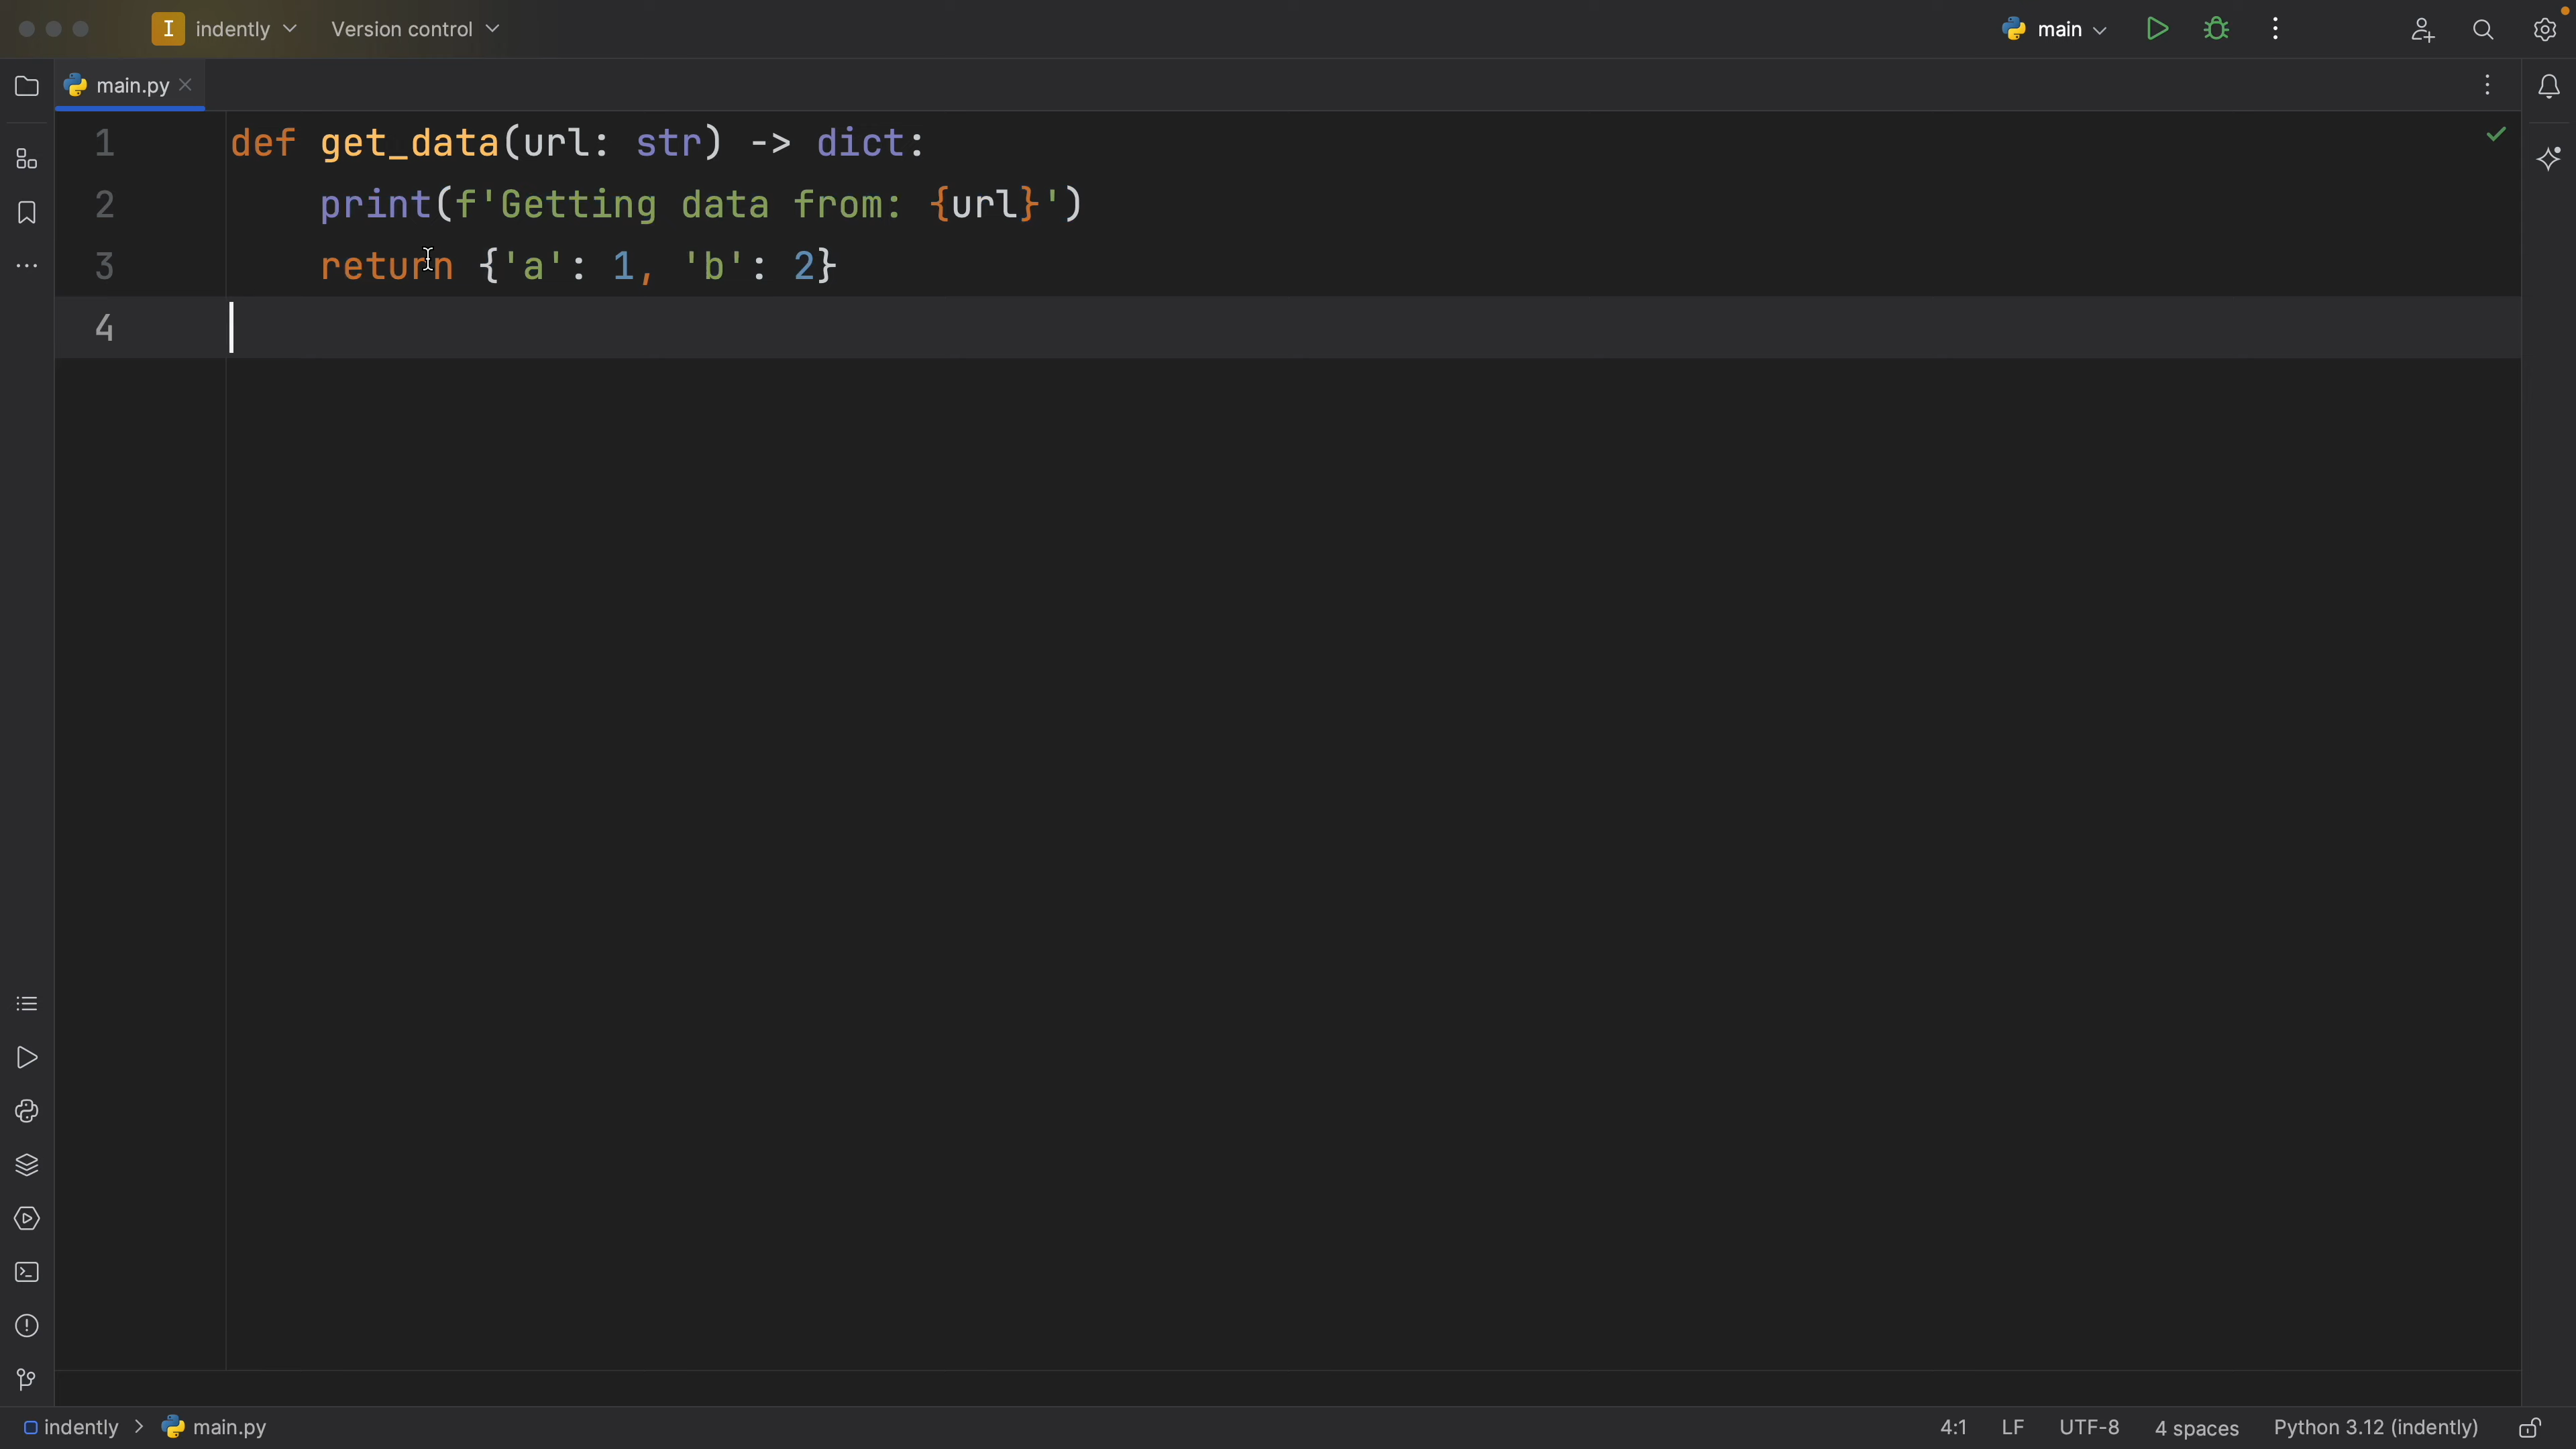 I indently Version control main
main.py
1 def get_data(url: str) -> dict:
2 print(f'Getting data from: {url}')
3 return {'a': 1, 'b': 2}
4
indently > main.py 4:1 LF UTF-8 4 spaces Python 3.12 (indently)